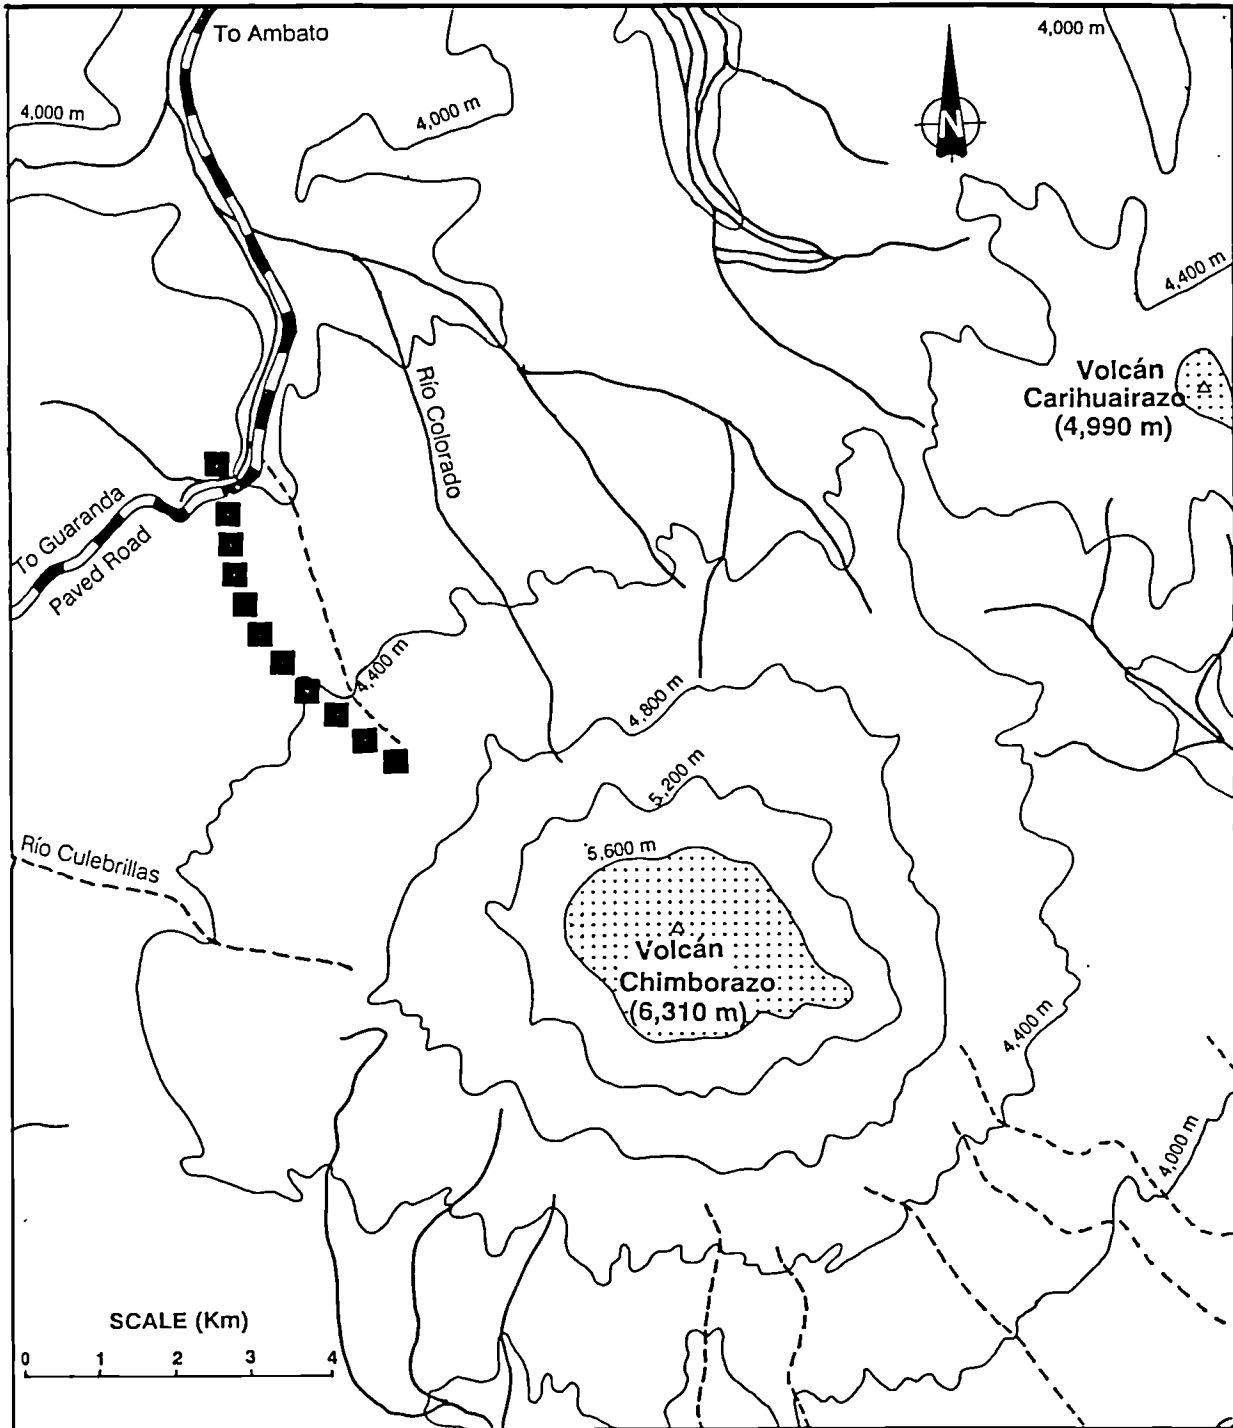 To Ambato
4,000 m
4,000 m
4,000 m
N
4,400 m
Volcán
Carihuairazo
(4,990 m)
Río Colorado
To Guaranda
Paved Road
4,400 m
4,800 m
5,200 m
5,600 m
Río Culebrillas
Volcán
Chimborazo
(6,310 m)
4,400 m
4,000 m
SCALE (Km)
0 1 2 3 4